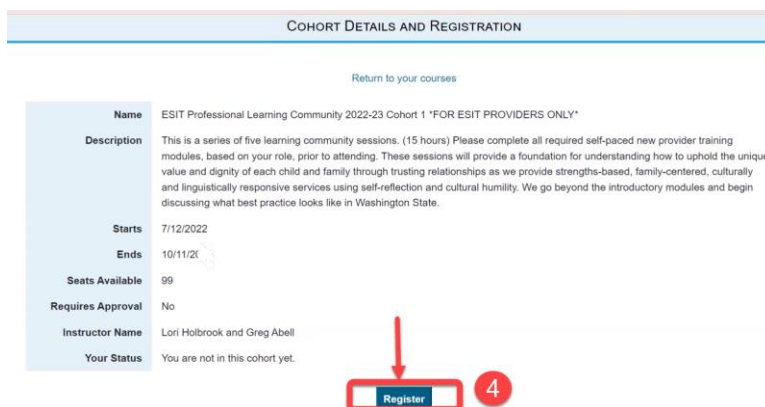 COHORT DETAILS AND REGISTRATION
Return to your courses
Name ESIT Professional Learning Community 2022-23 Cohort 1 *FOR ESIT PROVIDERS ONLY*
Description This is a series of five learning community sessions. (15 hours) Please complete all required self-paced new provider training
modules, based on your role, prior to attending. These sessions will provide a foundation for understanding how to uphold the unique
value and dignity of each child and family through trusting relationships as we provide strengths-based, family-centered, culturally
and linguistically responsive services using self-reflection and cultural humility. We go beyond the introductory modules and begin
discussing what best practice looks like in Washington State.
Starts 7/12/2022
Ends 10/11/20
Seats Available 99
Requires Approval No
Instructor Name Lori Holbrook and Greg Abell
Your Status You are not in this cohort yet.
Register 4